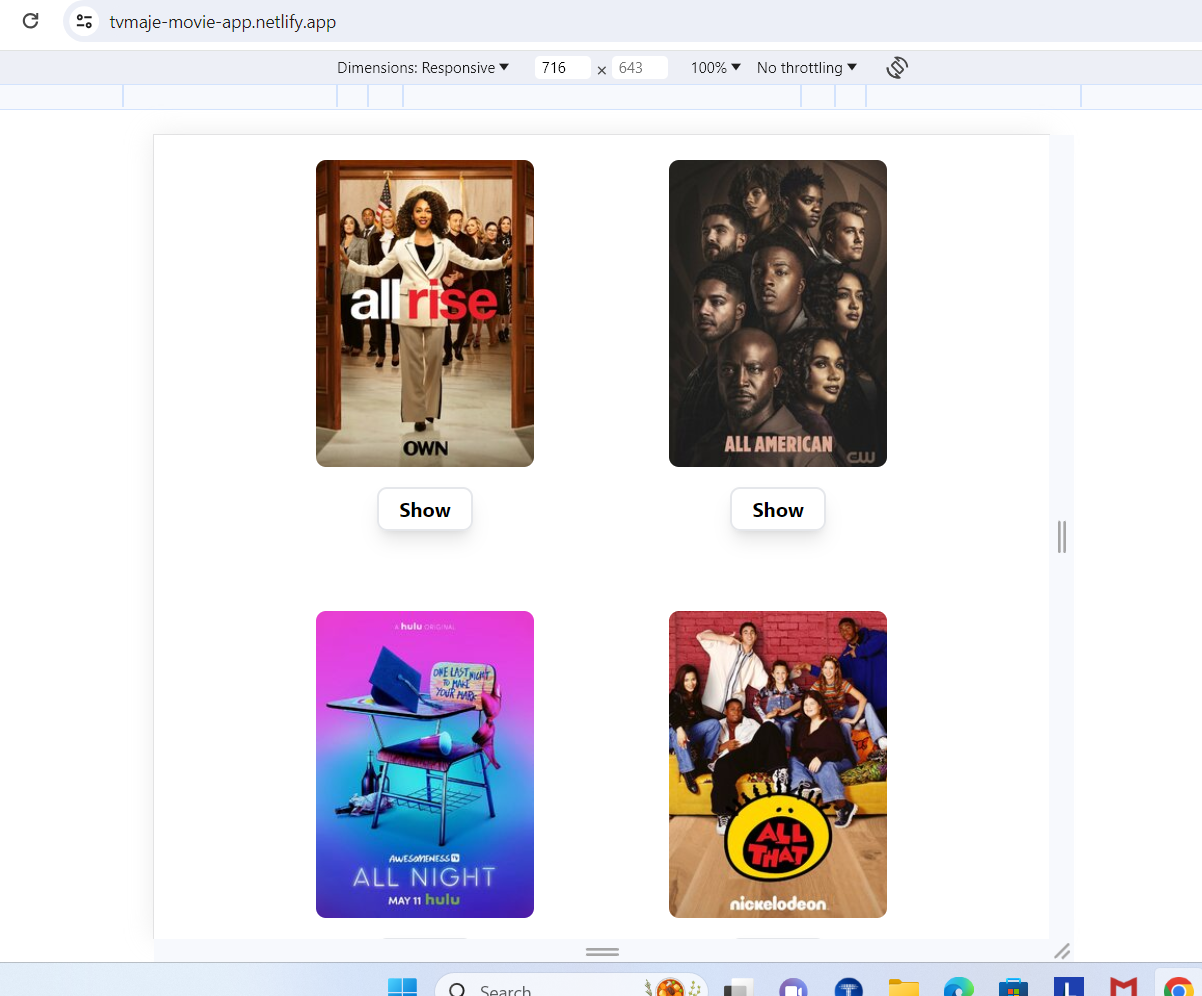 tvmaje-movie-app.netlify.app
Dimensions: Responsive 716 × 643 100% No throttling
all rise
OWN
ALL AMERICAN
CW
Show Show
A hulu ORIGINAL
ONE LAST NIGHT
TO MAKE
YOUR MARK
AWESOMENESS TV
ALL NIGHT
MAY 11 hulu
ALL
THAT
nickelodeon
Search